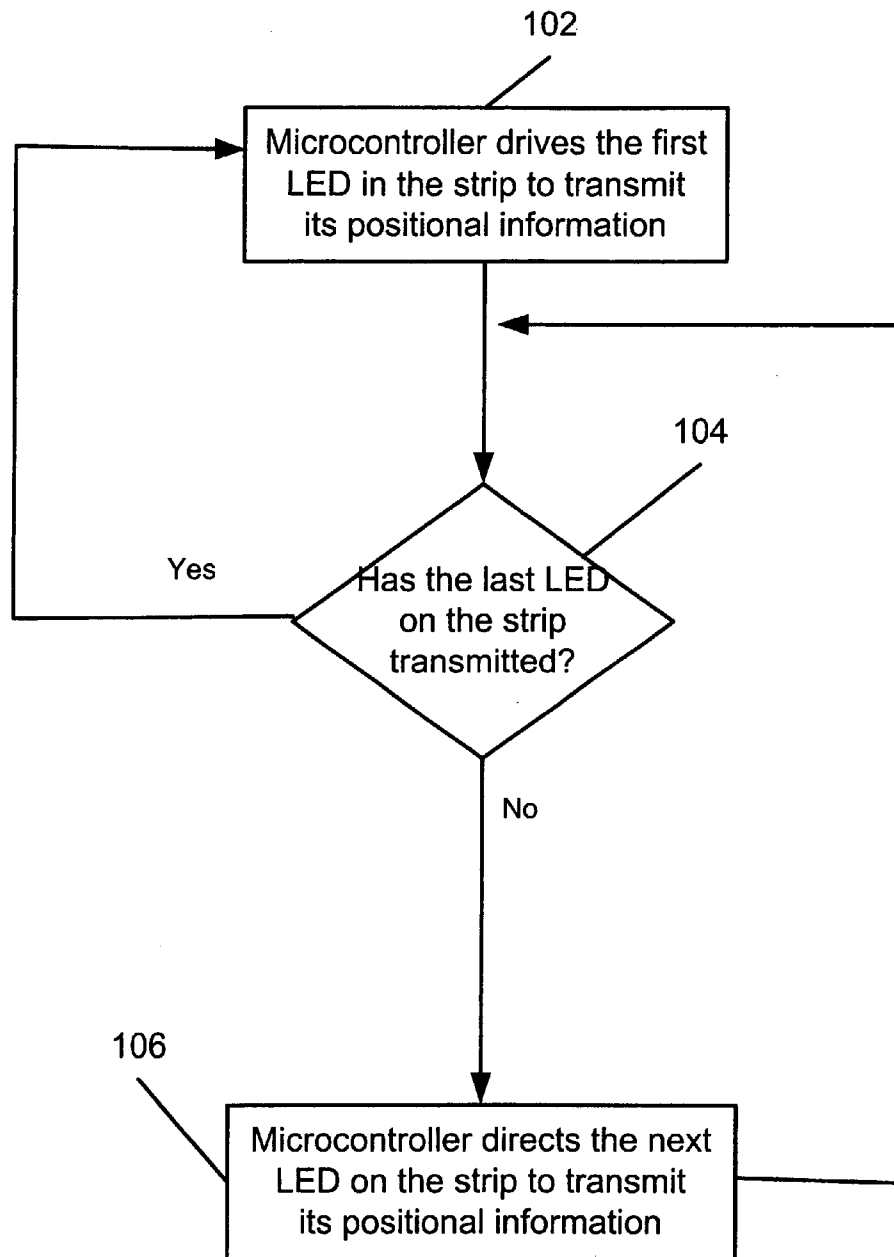 102
Microcontroller drives the first
LED in the strip to transmit
its positional information
104
Yes
Has the last LED
on the strip
transmitted?
No
106
Microcontroller directs the next
LED on the strip to transmit
its positional information